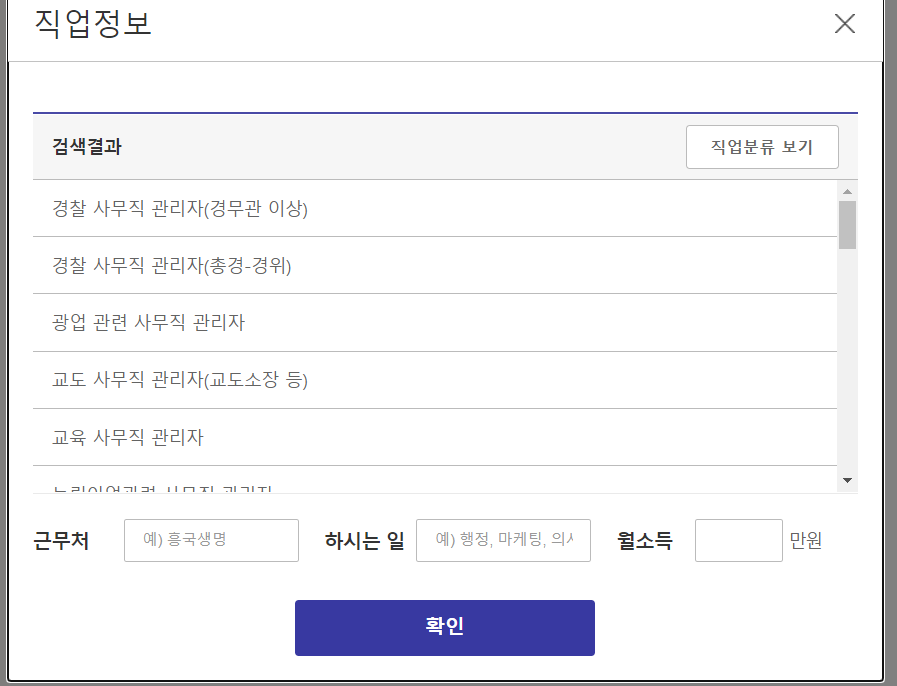 직업정보
검색결과
직업분류 보기
경찰 사무직 관리자(경무관 이상)
경찰 사무직 관리자(총경-경위)
광업 관련 사무직 관리자
교도 사무직 관리자(교도소장 등)
교육 사무직 관리자
근무처 예) 흥국생명 하시는 일 예) 행정, 마케팅, 의사 월소득 만원
확인